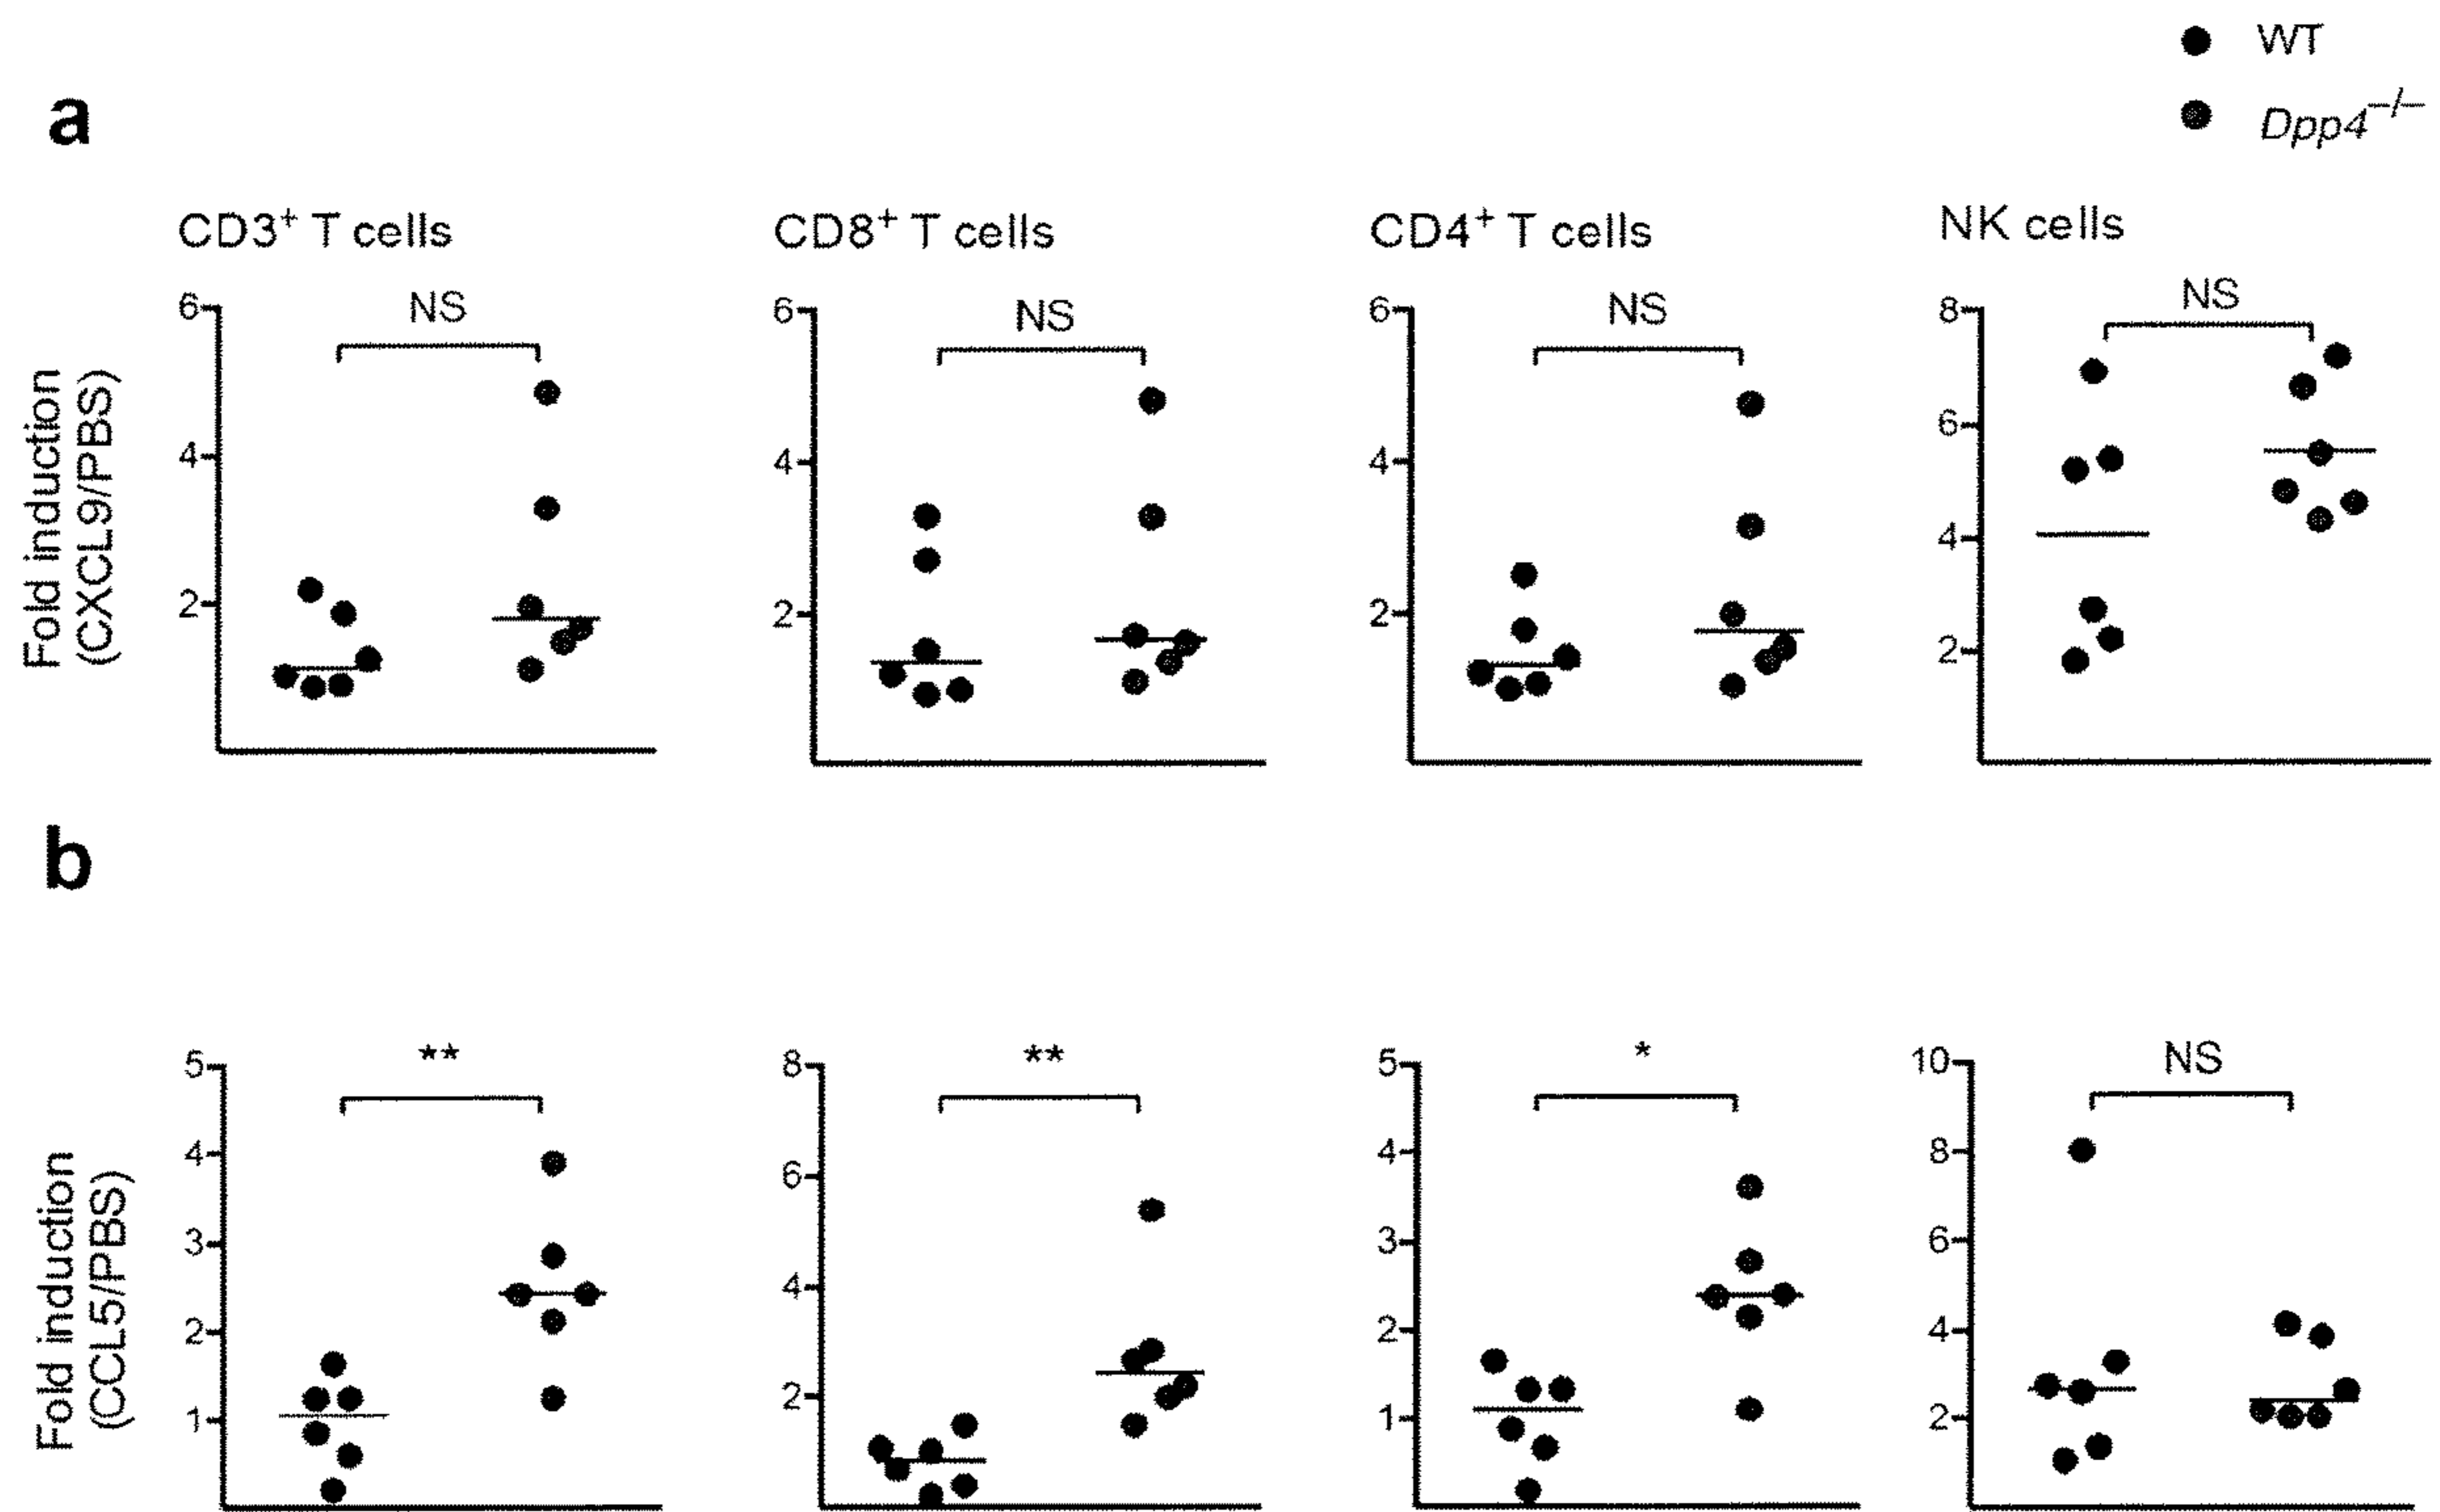 WT
Dpp4−/−
a
CD3+ T cells
CD8+ T cells
CD4+ T cells
NK cells
Fold induction
(CXCL9/PBS)
6
4
2
NS
6
4
2
NS
6
4
2
NS
8
6
4
2
NS
b
Fold induction
(CCL5/PBS)
5
4
3
2
1
**
8
6
4
2
**
5
4
3
2
1
*
10
8
6
4
2
NS